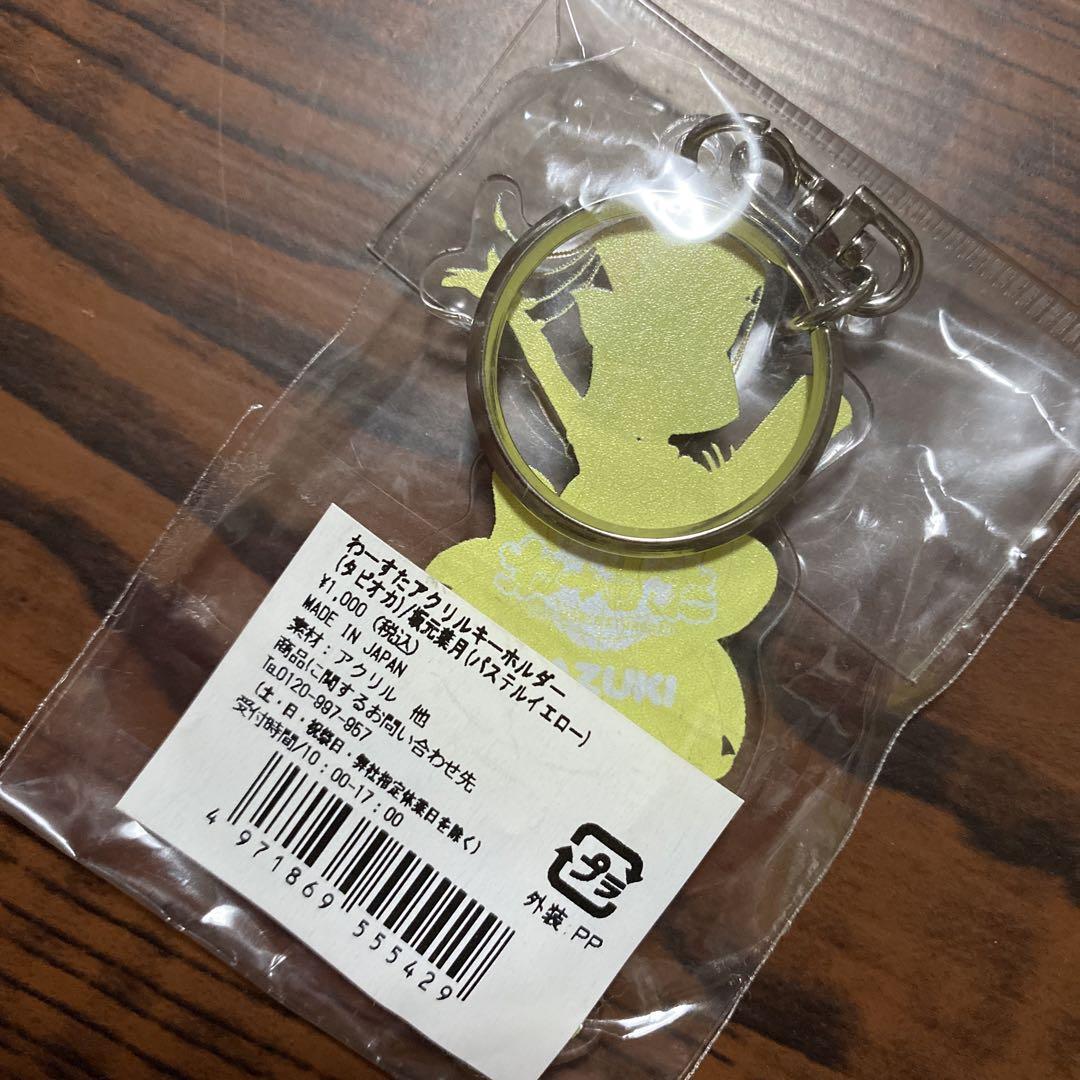 わーすたアクリルキーホルダー
(タピオカ)/坂元葉月(パステルイエロー)
¥1,000 (税込)
MADE IN JAPAN
素材：アクリル 他
商品に関するお問い合わせ先
℡0120-997-957
(土・日・祝祭日・弊社指定休業日を除く)
受付時間/10：00-17：00
4 971869 555429
プラ
外装:PP
AZUKI